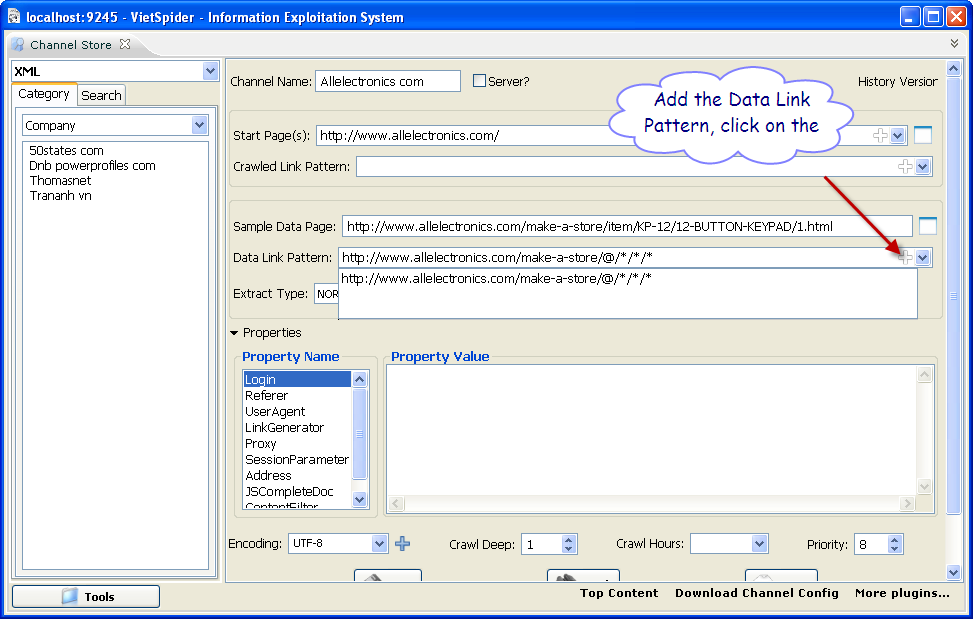 localhost:9245 - VietSpider - Information Exploitation System
Channel Store
XML
Category
Search
Company
50states com
Dnb powerprofiles com
Thomasnet
Trananh vn
Channel Name:
Allelectronics com
Server?
History Version
Add the Data Link
Pattern, click on the
Start Page(s):
http://www.allelectronics.com/
Crawled Link Pattern:
Sample Data Page:
http://www.allelectronics.com/make-a-store/item/KP-12/12-BUTTON-KEYPAD/1.html
Data Link Pattern:
http://www.allelectronics.com/make-a-store/@/*/*/*
http://www.allelectronics.com/make-a-store/@/*/*/*
Extract Type:
NOR
Properties
Property Name
Property Value
Login
Referer
UserAgent
LinkGenerator
Proxy
SessionParameter
Address
JSCompleteDoc
ContentFilter
Encoding:
UTF-8
Crawl Deep:
1
Crawl Hours:
Priority:
8
Tools
Top Content
Download Channel Config
More plugins...